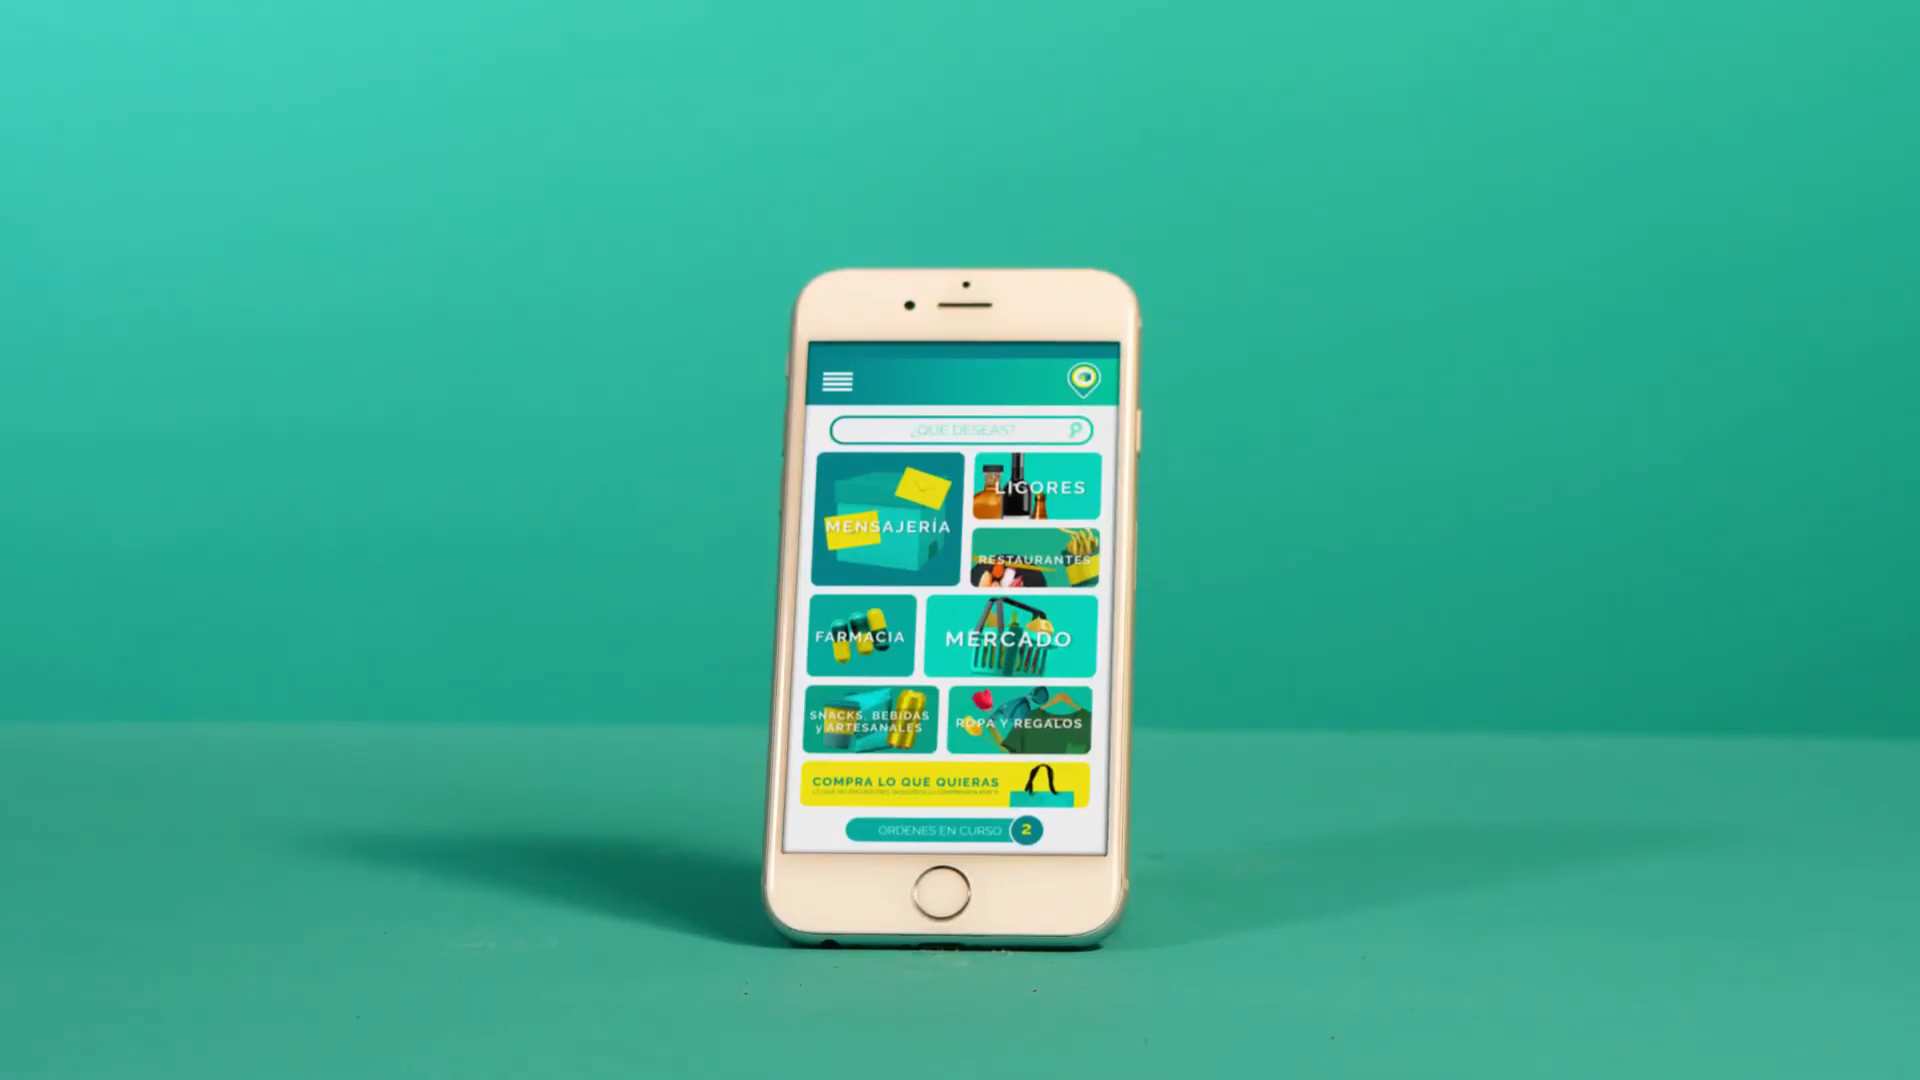 ¿QUE DESEAS?
MENSAJERÍA
LICORES
RESTAURANTES
FARMACIA
MERCADO
SNACKS, BEBIDAS
y ARTESANALES
ROPA Y REGALOS
COMPRA LO QUE QUIERAS
ORDENES EN CURSO 2